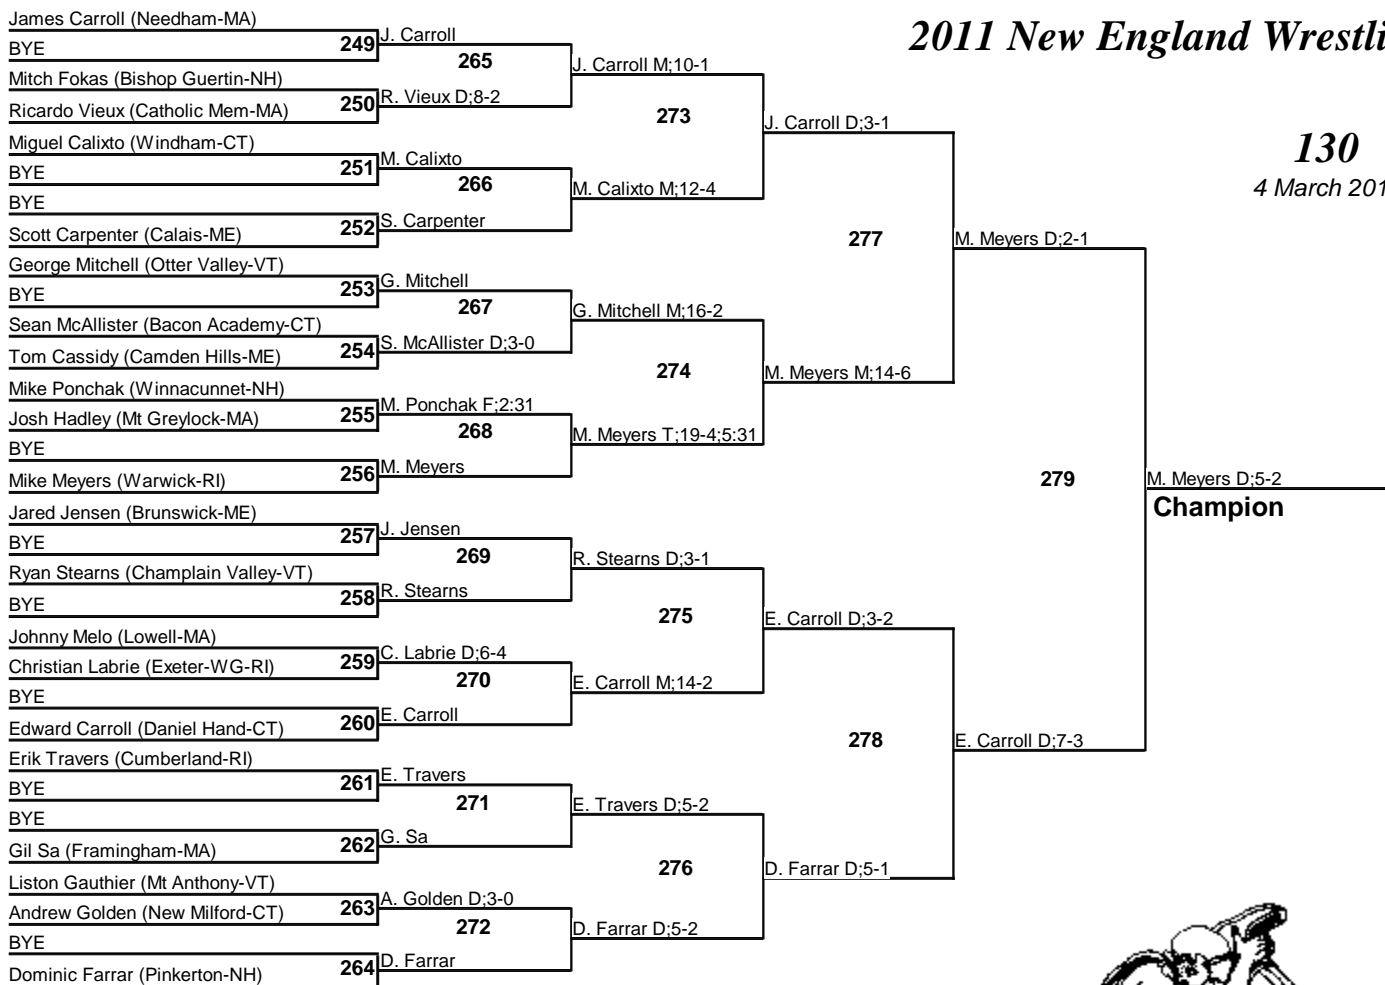 2011 New England Wrestli
130
4 March 201
James Carroll (Needham-MA)
BYE
Mitch Fokas (Bishop Guertin-NH)
Ricardo Vieux (Catholic Mem-MA)
Miguel Calixto (Windham-CT)
BYE
BYE
Scott Carpenter (Calais-ME)
George Mitchell (Otter Valley-VT)
BYE
Sean McAllister (Bacon Academy-CT)
Tom Cassidy (Camden Hills-ME)
Mike Ponchak (Winnacunnet-NH)
Josh Hadley (Mt Greylock-MA)
BYE
Mike Meyers (Warwick-RI)
Jared Jensen (Brunswick-ME)
BYE
Ryan Stearns (Champlain Valley-VT)
BYE
Johnny Melo (Lowell-MA)
Christian Labrie (Exeter-WG-RI)
BYE
Edward Carroll (Daniel Hand-CT)
Erik Travers (Cumberland-RI)
BYE
BYE
Gil Sa (Framingham-MA)
Liston Gauthier (Mt Anthony-VT)
Andrew Golden (New Milford-CT)
BYE
Dominic Farrar (Pinkerton-NH)
249
250
251
252
253
254
255
256
257
258
259
260
261
262
263
264
J. Carroll
265
R. Vieux D;8-2
M. Calixto
266
S. Carpenter
G. Mitchell
267
S. McAllister D;3-0
M. Ponchak F;2:31
268
M. Meyers
J. Jensen
269
R. Stearns
C. Labrie D;6-4
270
E. Carroll
E. Travers
271
G. Sa
A. Golden D;3-0
272
D. Farrar
J. Carroll M;10-1
273
M. Calixto M;12-4
G. Mitchell M;16-2
274
M. Meyers T;19-4;5:31
R. Stearns D;3-1
275
E. Carroll M;14-2
E. Travers D;5-2
276
D. Farrar D;5-2
J. Carroll D;3-1
277
M. Meyers M;14-6
E. Carroll D;3-2
278
D. Farrar D;5-1
M. Meyers D;2-1
279
E. Carroll D;7-3
M. Meyers D;5-2
Champion